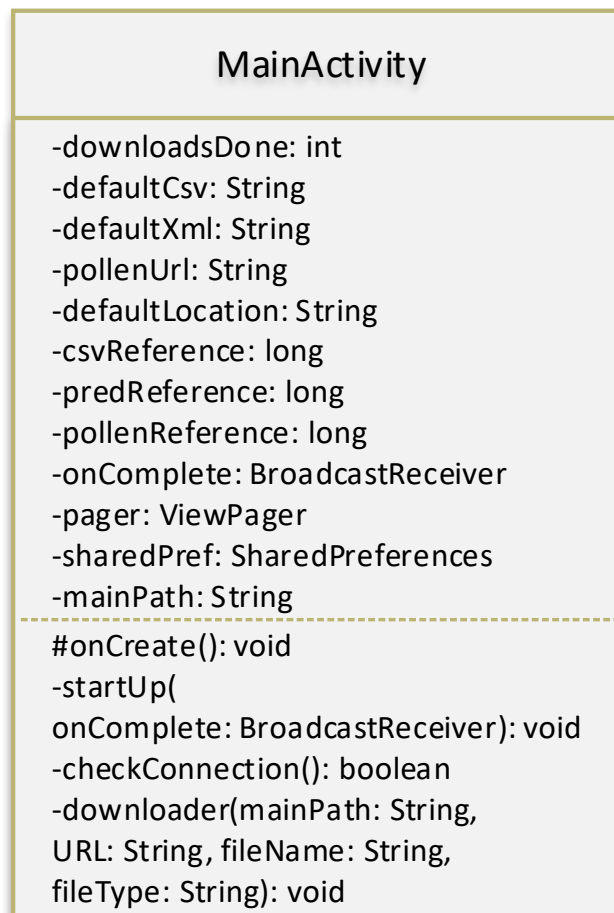 MainActivity
-downloadsDone: int
-defaultCsv: String
-defaultXml: String
-pollenUrl: String
-defaultLocation: String
-csvReference: long
-predReference: long
-pollenReference: long
-onComplete: BroadcastReceiver
-pager: ViewPager
-sharedPref: SharedPreferences
-mainPath: String
#onCreate(): void
-startUp(
onComplete: BroadcastReceiver): void
-checkConnection(): boolean
-downloader(mainPath: String,
URL: String, fileName: String,
fileType: String): void